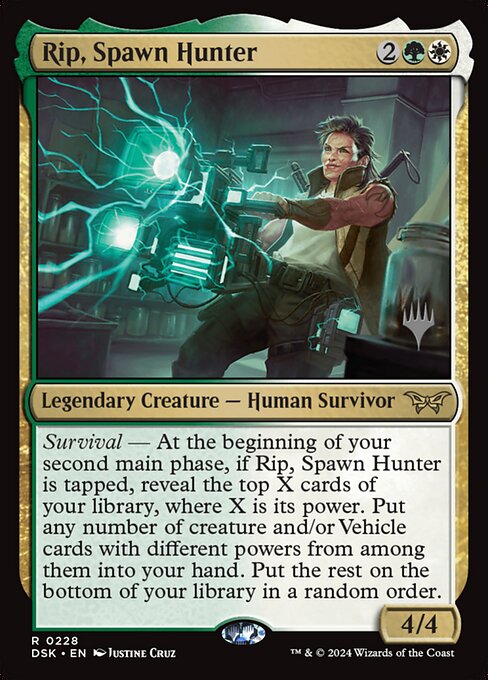 Rip, Spawn Hunter 2
Legendary Creature — Human Survivor
Survival — At the beginning of your
second main phase, if Rip, Spawn Hunter
is tapped, reveal the top X cards of
your library, where X is its power. Put
any number of creature and/or Vehicle
cards with different powers from among
them into your hand. Put the rest on the
bottom of your library in a random order.
4/4
R 0228
DSK • EN Justine Cruz
™ & © 2024 Wizards of the Coast